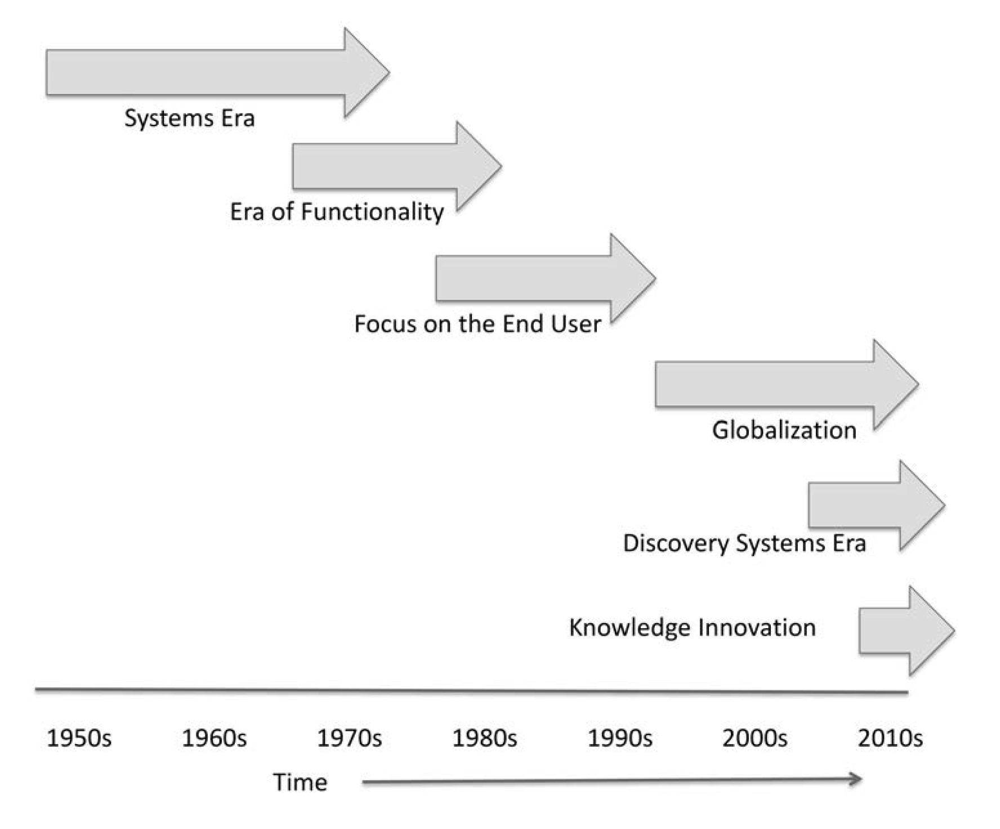 Systems Era
Era of Functionality
Focus on the End User
Globalization
Discovery Systems Era
Knowledge Innovation
1950s 1960s 1970s 1980s 1990s 2000s 2010s
Time